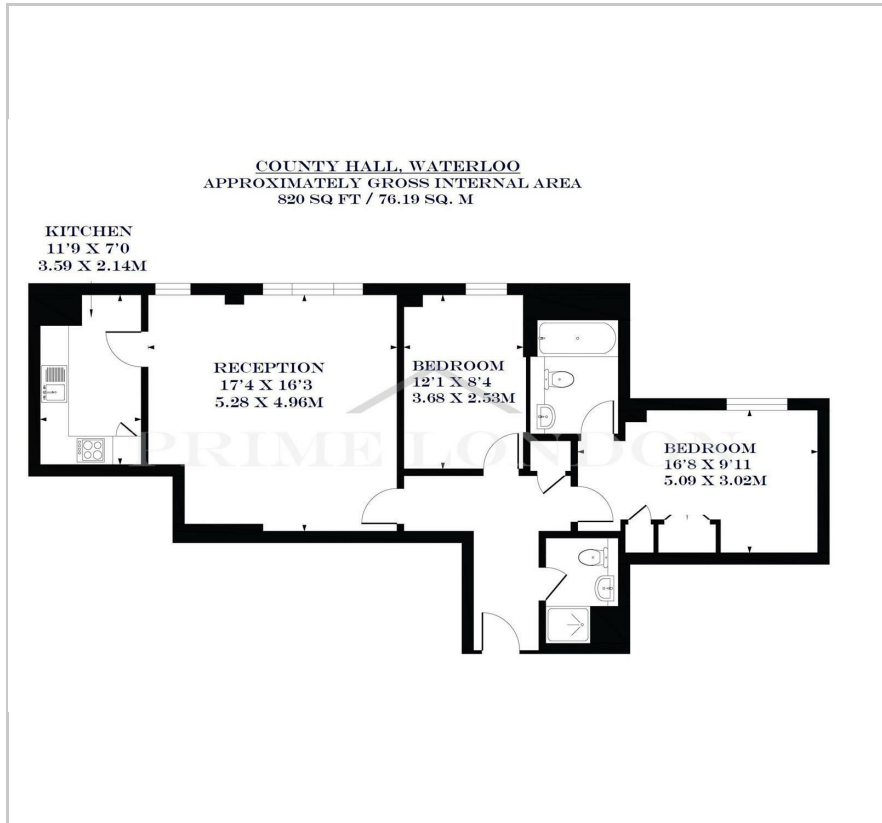 COUNTY HALL, WATERLOO
APPROXIMATELY GROSS INTERNAL AREA
820 SQ FT / 76.19 SQ. M
KITCHEN
11'9 X 7'0
3.59 X 2.14M
RECEPTION
17'4 X 16'3
5.28 X 4.96M
BEDROOM
12'1 X 8'4
3.68 X 2.53M
BEDROOM
16'8 X 9'11
5.09 X 3.02M
PRIME LONDON